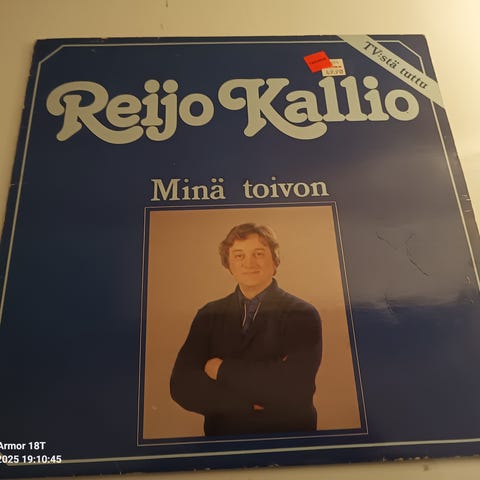 TV:stä tuttu
Reijo Kallio
Minä toivon
Armor 18T
2025 19:10:45